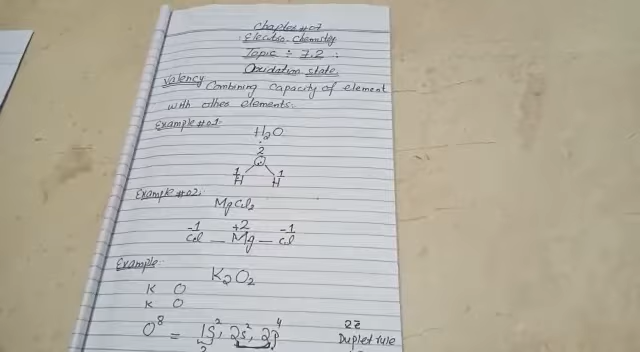 Chapter # 07
Electro-Chemistry
Topic : 7.2 :
Oxidation state
Valency
Combining capacity of element
with other elements.
Example # 01:
H2O
2
O
1 1
H H
Example # 02:
MgCl2
-1 +2 -1
Cl — Mg — Cl
Example:
K2O2
K O
K O
O8 = 1S2, 2s2, 2p4
2
22
Duplet rule